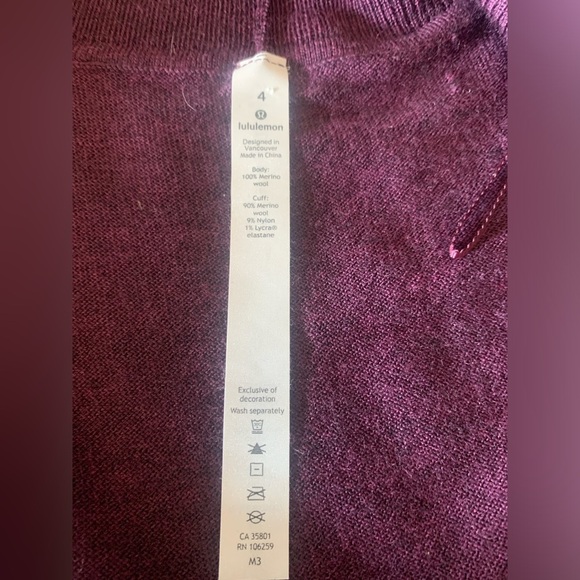 4
lululemon
Designed in
Vancouver
Made in China
Body:
100% Merino
wool
Cuff:
90% Merino
wool
9% Nylon
1% Lycra®
elastane
Exclusive of
decoration
Wash separately
CA 35801
RN 106259
M3